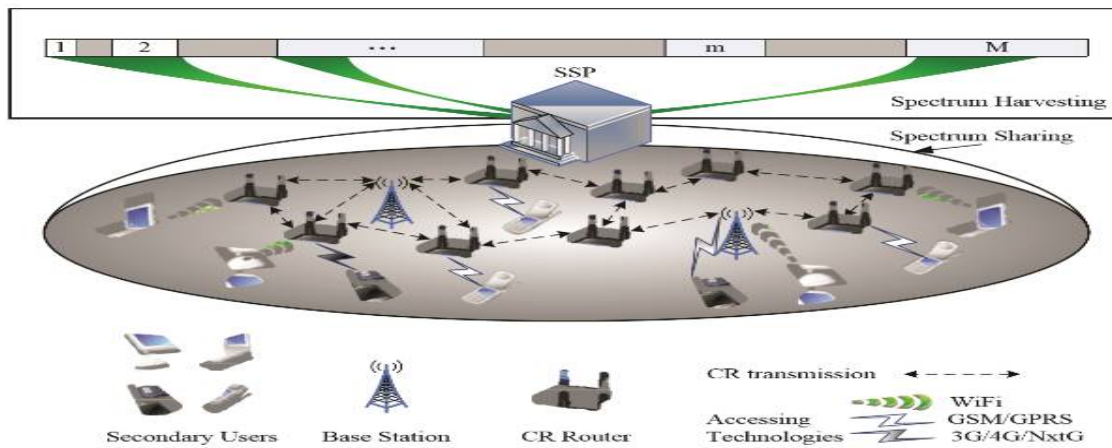 1 2 ... m M
SSP
Spectrum Harvesting
Spectrum Sharing
CR transmission
WiFi
Accessing GSM/GPRS
Secondary Users Base Station CR Router Technologies 3G/4G/NxtG